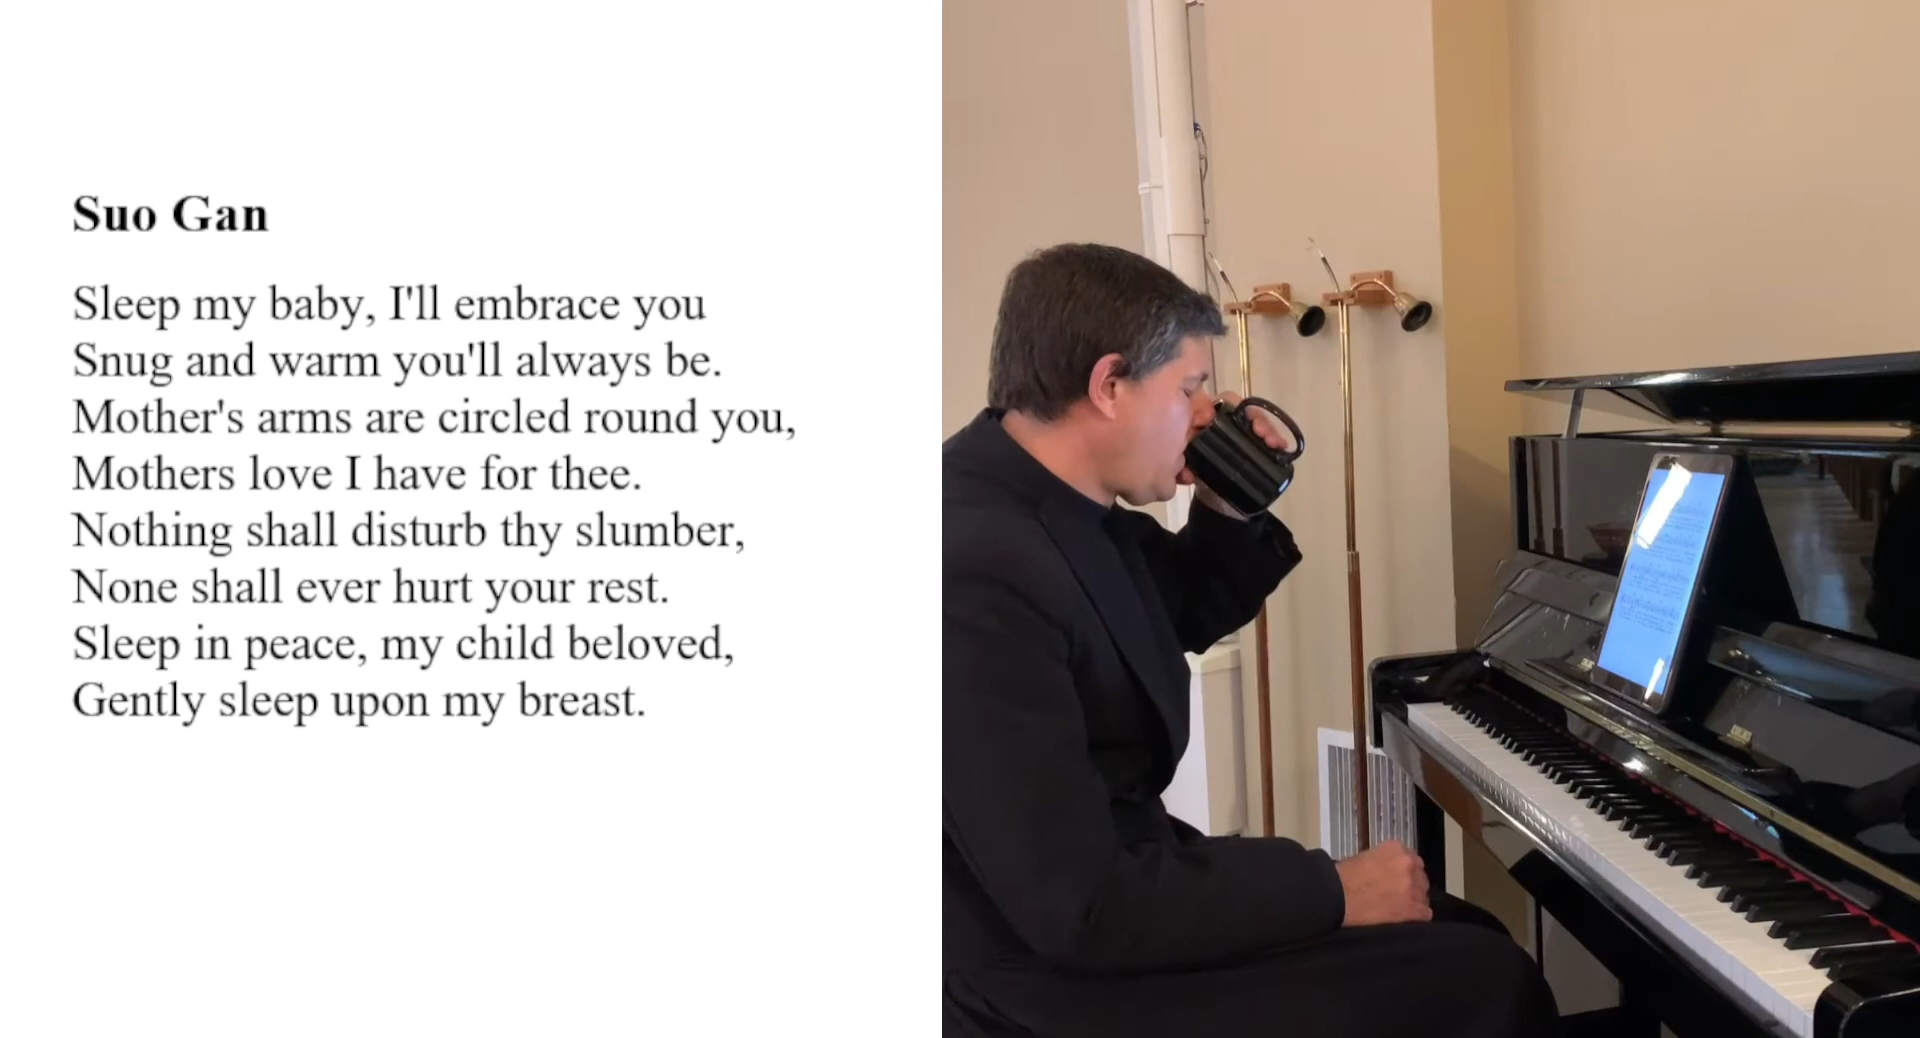 Suo Gan
Sleep my baby, I'll embrace you
Snug and warm you'll always be.
Mother's arms are circled round you,
Mothers love I have for thee.
Nothing shall disturb thy slumber,
None shall ever hurt your rest.
Sleep in peace, my child beloved,
Gently sleep upon my breast.